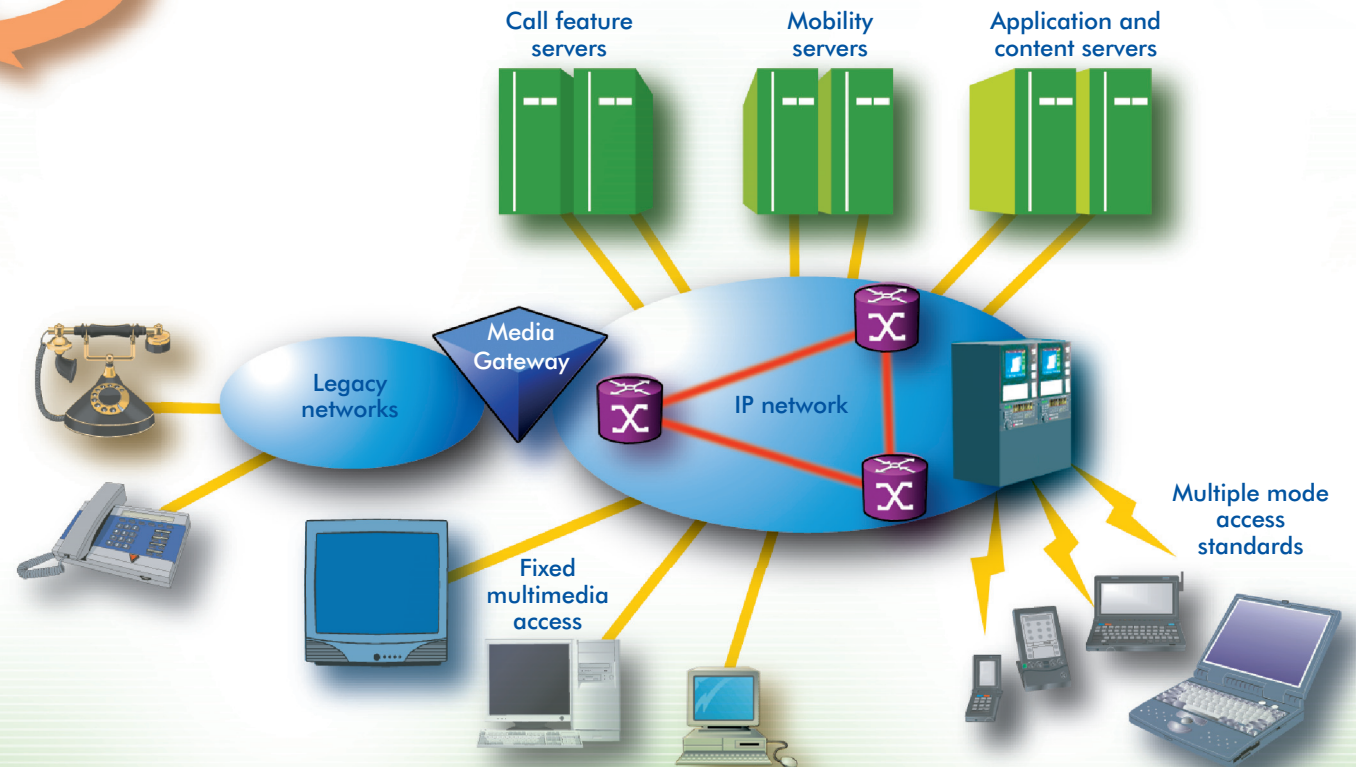 Call feature
servers
Mobility
servers
Application and
content servers
Media
Gateway
Legacy
networks
IP network
Multiple mode
access
standards
Fixed
multimedia
access